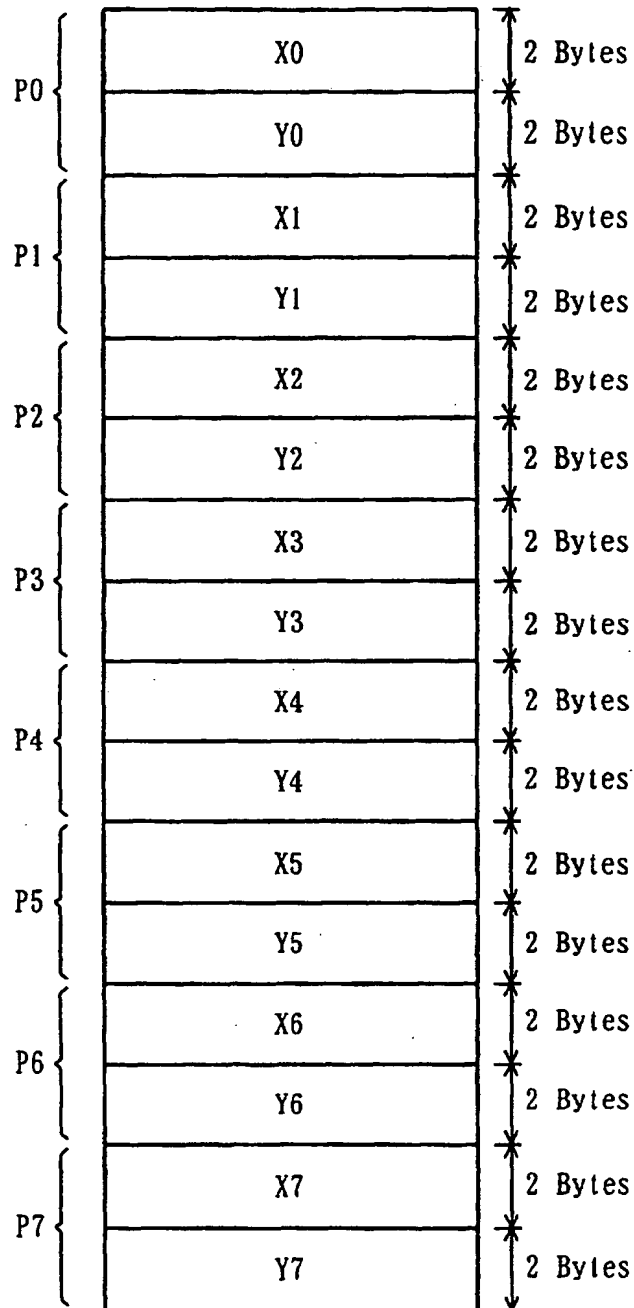 X0 2 Bytes
P0
Y0 2 Bytes
X1 2 Bytes
P1
Y1 2 Bytes
X2 2 Bytes
P2
Y2 2 Bytes
X3 2 Bytes
P3
Y3 2 Bytes
X4 2 Bytes
P4
Y4 2 Bytes
X5 2 Bytes
P5
Y5 2 Bytes
X6 2 Bytes
P6
Y6 2 Bytes
X7 2 Bytes
P7
Y7 2 Bytes